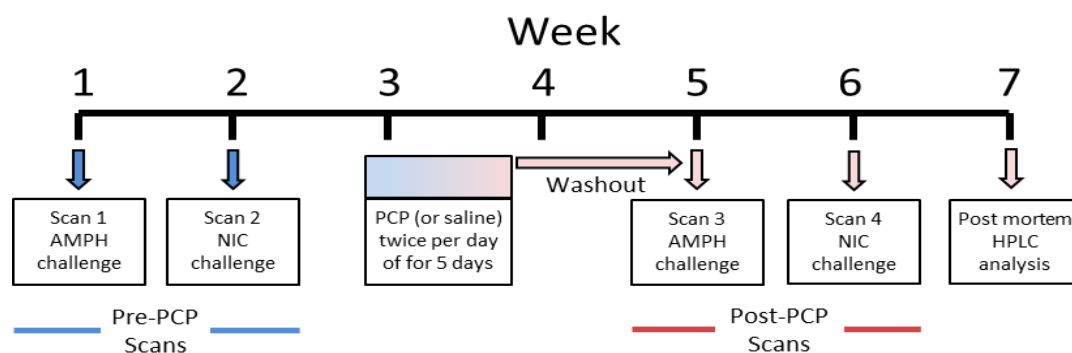 Week
1 2 3 4 5 6 7
Washout
Scan 1
AMPH
challenge
Scan 2
NIC
challenge
PCP (or saline)
twice per day
of for 5 days
Scan 3
AMPH
challenge
Scan 4
NIC
challenge
Post mortem
HPLC
analysis
Pre-PCP
Scans
Post-PCP
Scans